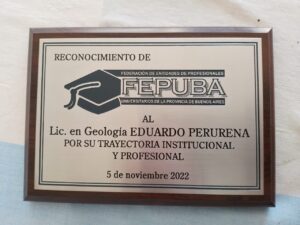 RECONOCIMIENTO DE
FEDERACIÓN DE ENTIDADES DE PROFESIONALES
FEPUBA
UNIVERSITARIOS DE LA PROVINCIA DE BUENOS AIRES
AL
Lic. en Geología EDUARDO PERURENA
POR SU TRAYECTORIA INSTITUCIONAL
Y PROFESIONAL
5 de noviembre 2022